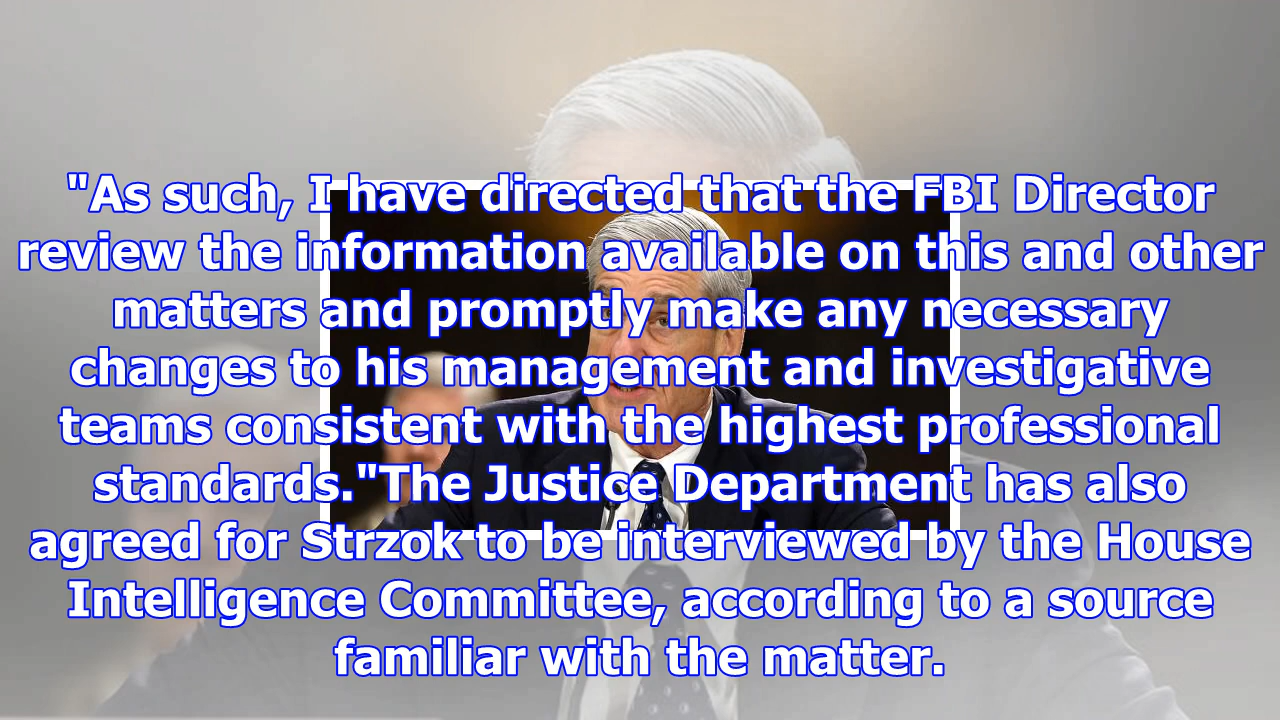 "As such, I have directed that the FBI Director
review the information available on this and other
matters and promptly make any necessary
changes to his management and investigative
teams consistent with the highest professional
standards."The Justice Department has also
agreed for Strzok to be interviewed by the House
Intelligence Committee, according to a source
familiar with the matter.